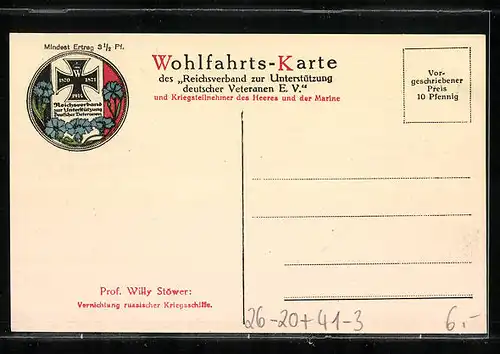 Mindest Ertrag 3½ Pf.
W
1870 1871
1914
Reichsverband
zur Unterstützung
Deutscher Veteranen
Wohlfahrts-Karte
des „Reichsverband zur Unterstützung
deutscher Veteranen E. V."
und Kriegsteilnehmer des Heeres und der Marine
Vor-
geschriebener
Preis
10 Pfennig
Prof. Willy Stöwer:
Vernichtung russischer Kriegsschiffe.
26-20+41-3
6.-